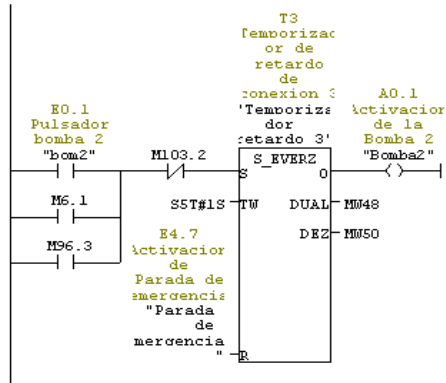 T3
Temporizac
or de
retardo
de
conexion 3
"Temporiza
dor
retardo 3"
E0.1
Pulsador
bomba 2
"bom2"
M103.2
S_EVERZ
A0.1
Activacion
de la
Bomba 2
"Bomba2"
S
Q
M6.1
S5T#1S
TW
DUAL
MW48
M96.3
DEZ
MW50
E4.7
Activacion
de
Parada de
emergencia
"Parada
de
emergencia
"
R